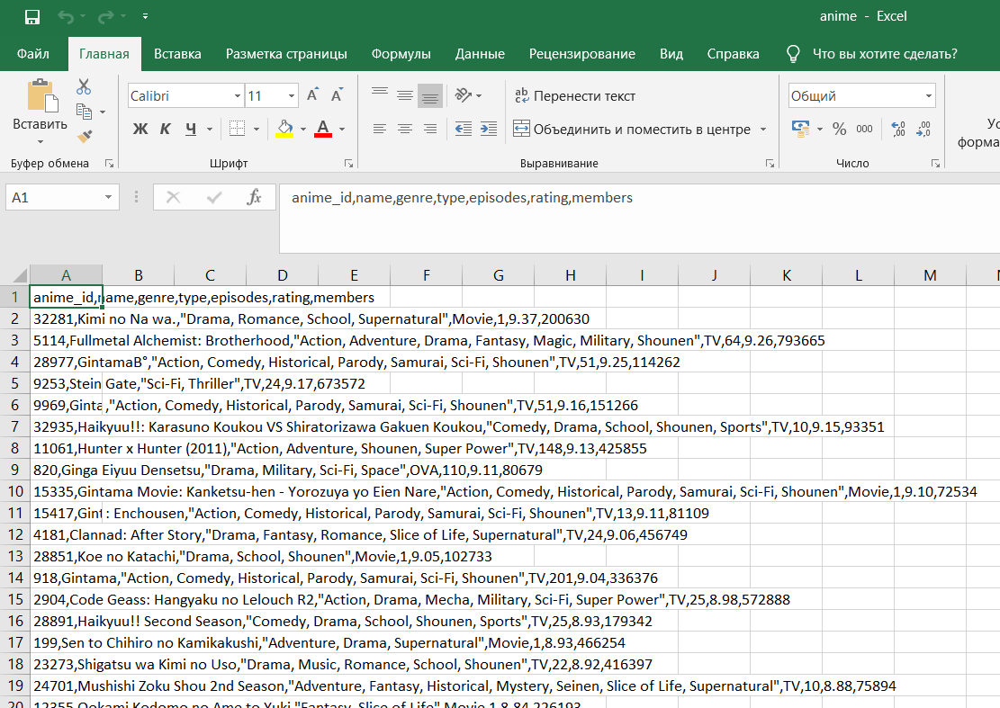 anime - Excel
Файл Главная Вставка Разметка страницы Формулы Данные Рецензирование Вид Справка Что вы хотите сделать?
Вставить
Calibri 11
Перенести текст
Общий
Ж К Ч А
Объединить и поместить в центре
% 000
Буфер обмена Шрифт Выравнивание Число
A1 fx anime_id,name,genre,type,episodes,rating,members
A B C D E F G H I J K L M
1 anime_id,name,genre,type,episodes,rating,members
2 32281,Kimi no Na wa.,"Drama, Romance, School, Supernatural",Movie,1,9.37,200630
3 5114,Fullmetal Alchemist: Brotherhood,"Action, Adventure, Drama, Fantasy, Magic, Military, Shounen",TV,64,9.26,793665
4 28977,GintamaВ°,"Action, Comedy, Historical, Parody, Samurai, Sci-Fi, Shounen",TV,51,9.25,114262
5 9253,Stein Gate,"Sci-Fi, Thriller",TV,24,9.17,673572
6 9969,Ginta ,"Action, Comedy, Historical, Parody, Samurai, Sci-Fi, Shounen",TV,51,9.16,151266
7 32935,Haikyuu!!: Karasuno Koukou VS Shiratorizawa Gakuen Koukou,"Comedy, Drama, School, Shounen, Sports",TV,10,9.15,93351
8 11061,Hunter x Hunter (2011),"Action, Adventure, Shounen, Super Power",TV,148,9.13,425855
9 820,Ginga Eiyuu Densetsu,"Drama, Military, Sci-Fi, Space",OVA,110,9.11,80679
10 15335,Gintama Movie: Kanketsu-hen - Yorozuya yo Eien Nare,"Action, Comedy, Historical, Parody, Samurai, Sci-Fi, Shounen",Movie,1,9.10,72534
11 15417,Gint : Enchousen,"Action, Comedy, Historical, Parody, Samurai, Sci-Fi, Shounen",TV,13,9.11,81109
12 4181,Clannad: After Story,"Drama, Fantasy, Romance, Slice of Life, Supernatural",TV,24,9.06,456749
13 28851,Koe no Katachi,"Drama, School, Shounen",Movie,1,9.05,102733
14 918,Gintama,"Action, Comedy, Historical, Parody, Samurai, Sci-Fi, Shounen",TV,201,9.04,336376
15 2904,Code Geass: Hangyaku no Lelouch R2,"Action, Drama, Mecha, Military, Sci-Fi, Super Power",TV,25,8.98,572888
16 28891,Haikyuu!! Second Season,"Comedy, Drama, School, Shounen, Sports",TV,25,8.93,179342
17 199,Sen to Chihiro no Kamikakushi,"Adventure, Drama, Supernatural",Movie,1,8.93,466254
18 23273,Shigatsu wa Kimi no Uso,"Drama, Music, Romance, School, Shounen",TV,22,8.92,416397
19 24701,Mushishi Zoku Shou 2nd Season,"Adventure, Fantasy, Historical, Mystery, Seinen, Slice of Life, Supernatural",TV,10,8.88,75894
20 12355,Ookami Kodomo no Ame to Yuki,"Fantasy, Slice of Life",Movie,1,8.84,226193